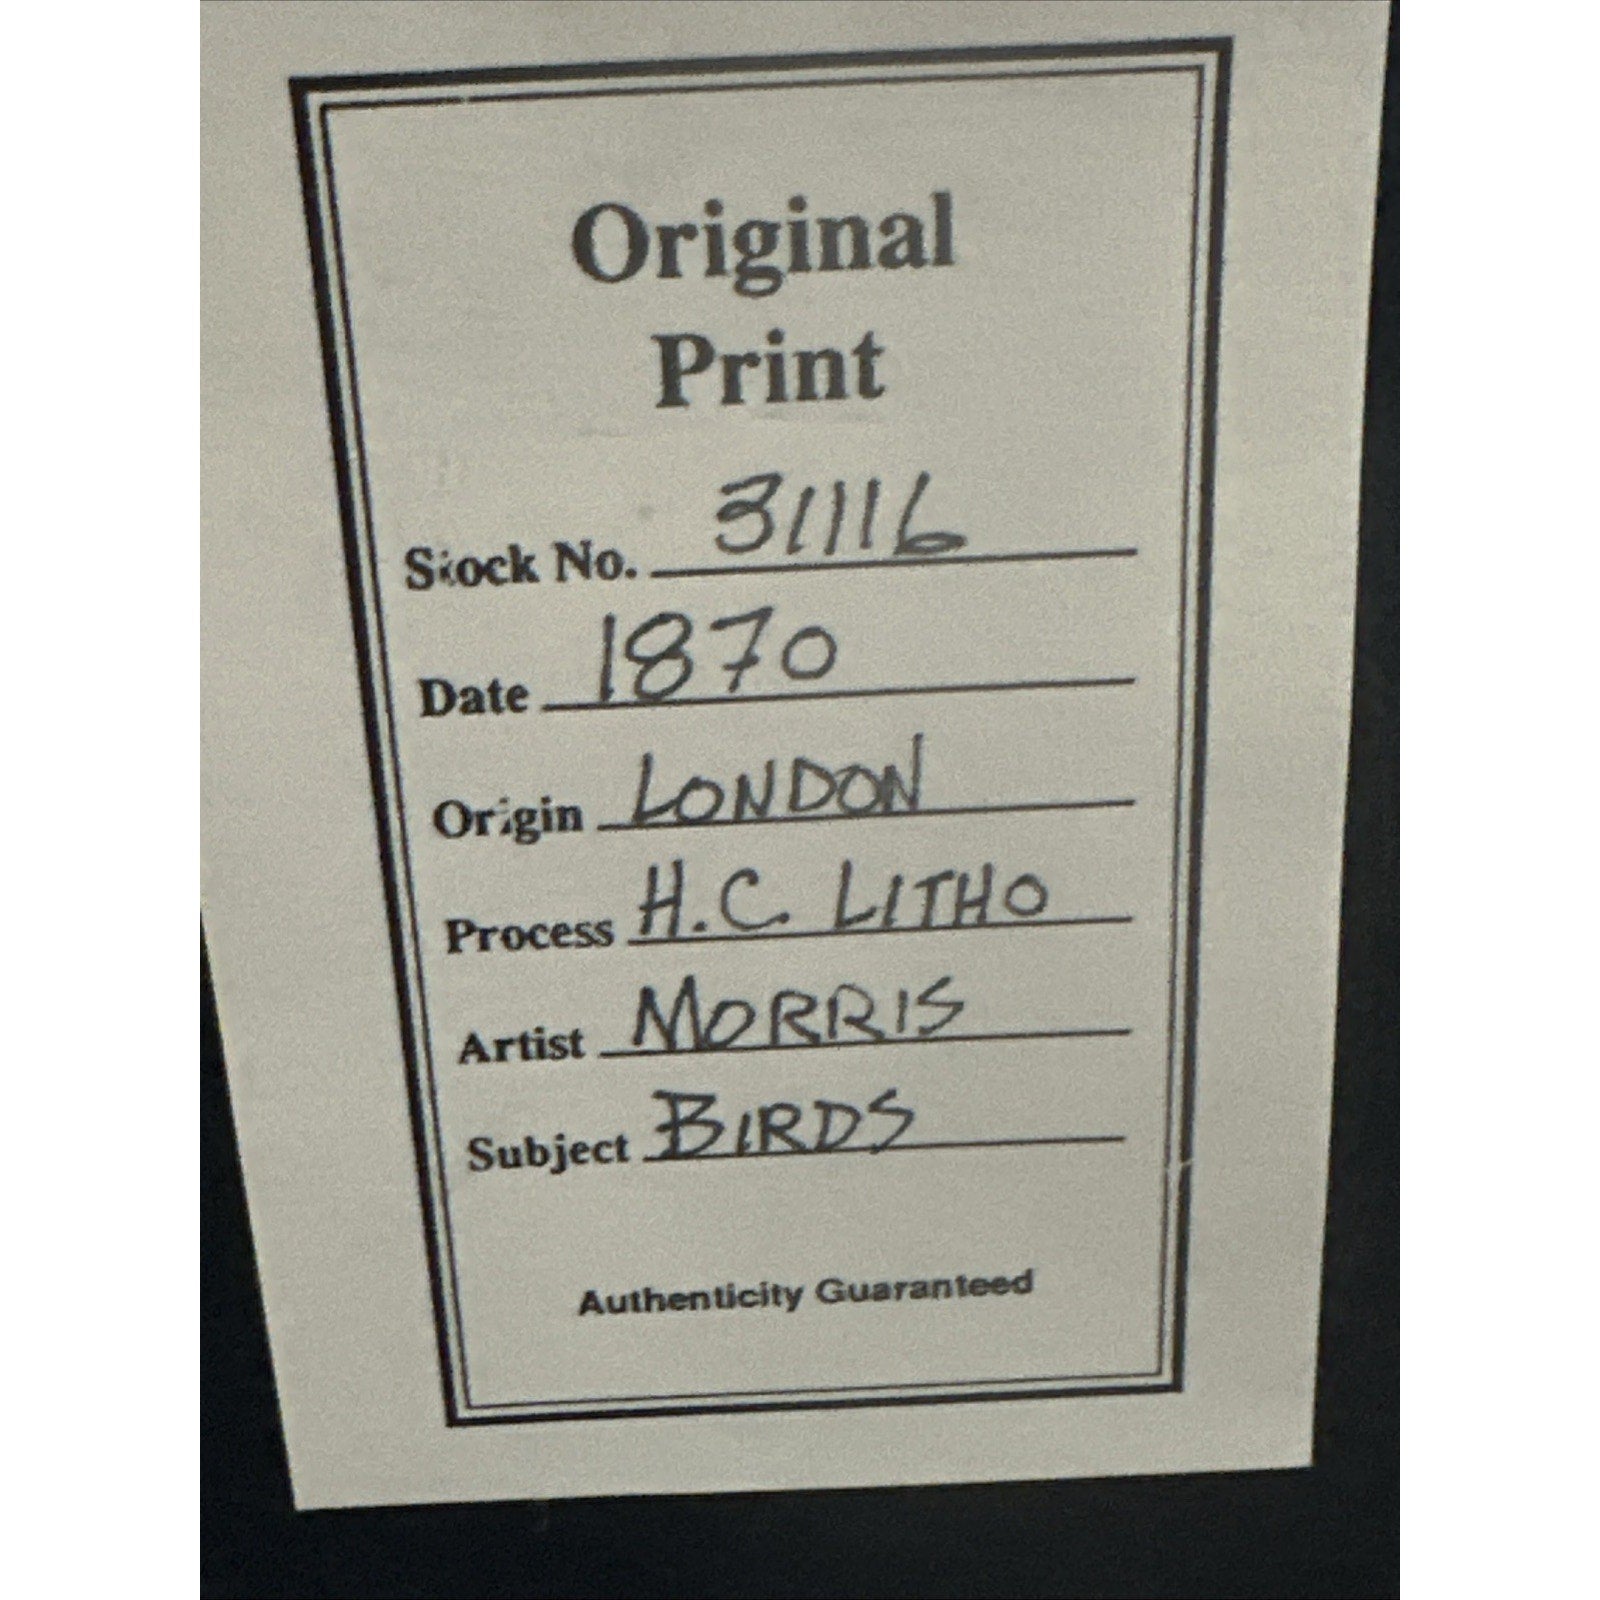 Original
Print
Stock No. 31116
Date 1870
Origin LONDON
Process H.C. LITHO
Artist MORRIS
Subject BIRDS
Authenticity Guaranteed